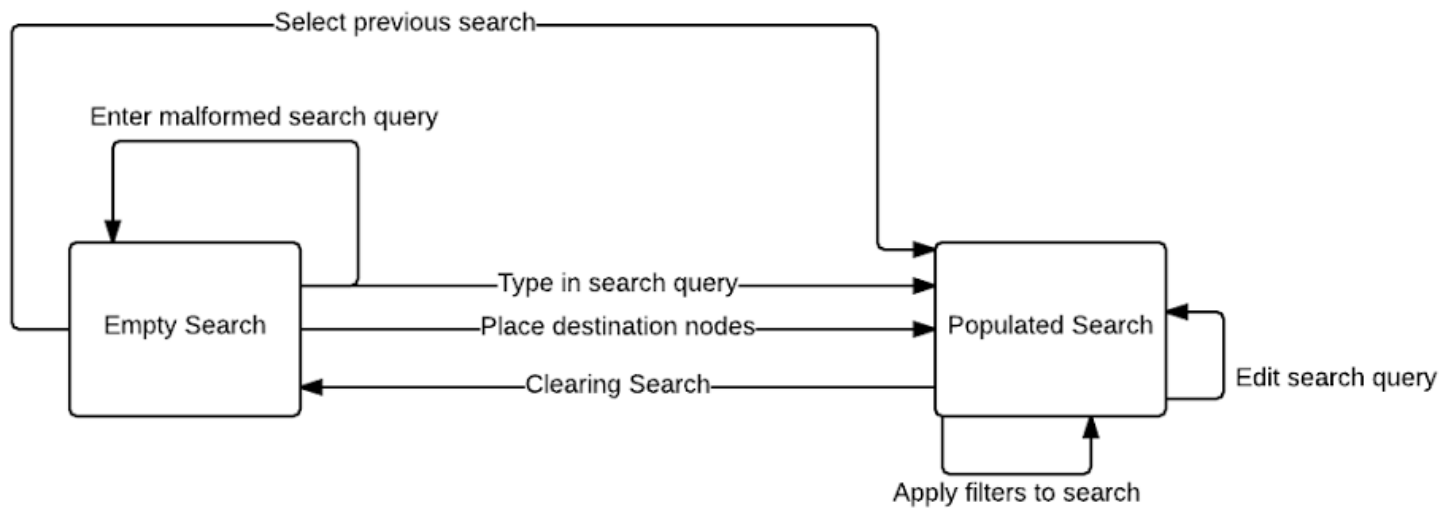 Select previous search
Enter malformed search query
Type in search query
Empty Search
Place destination nodes
Populated Search
Clearing Search
Edit search query
Apply filters to search